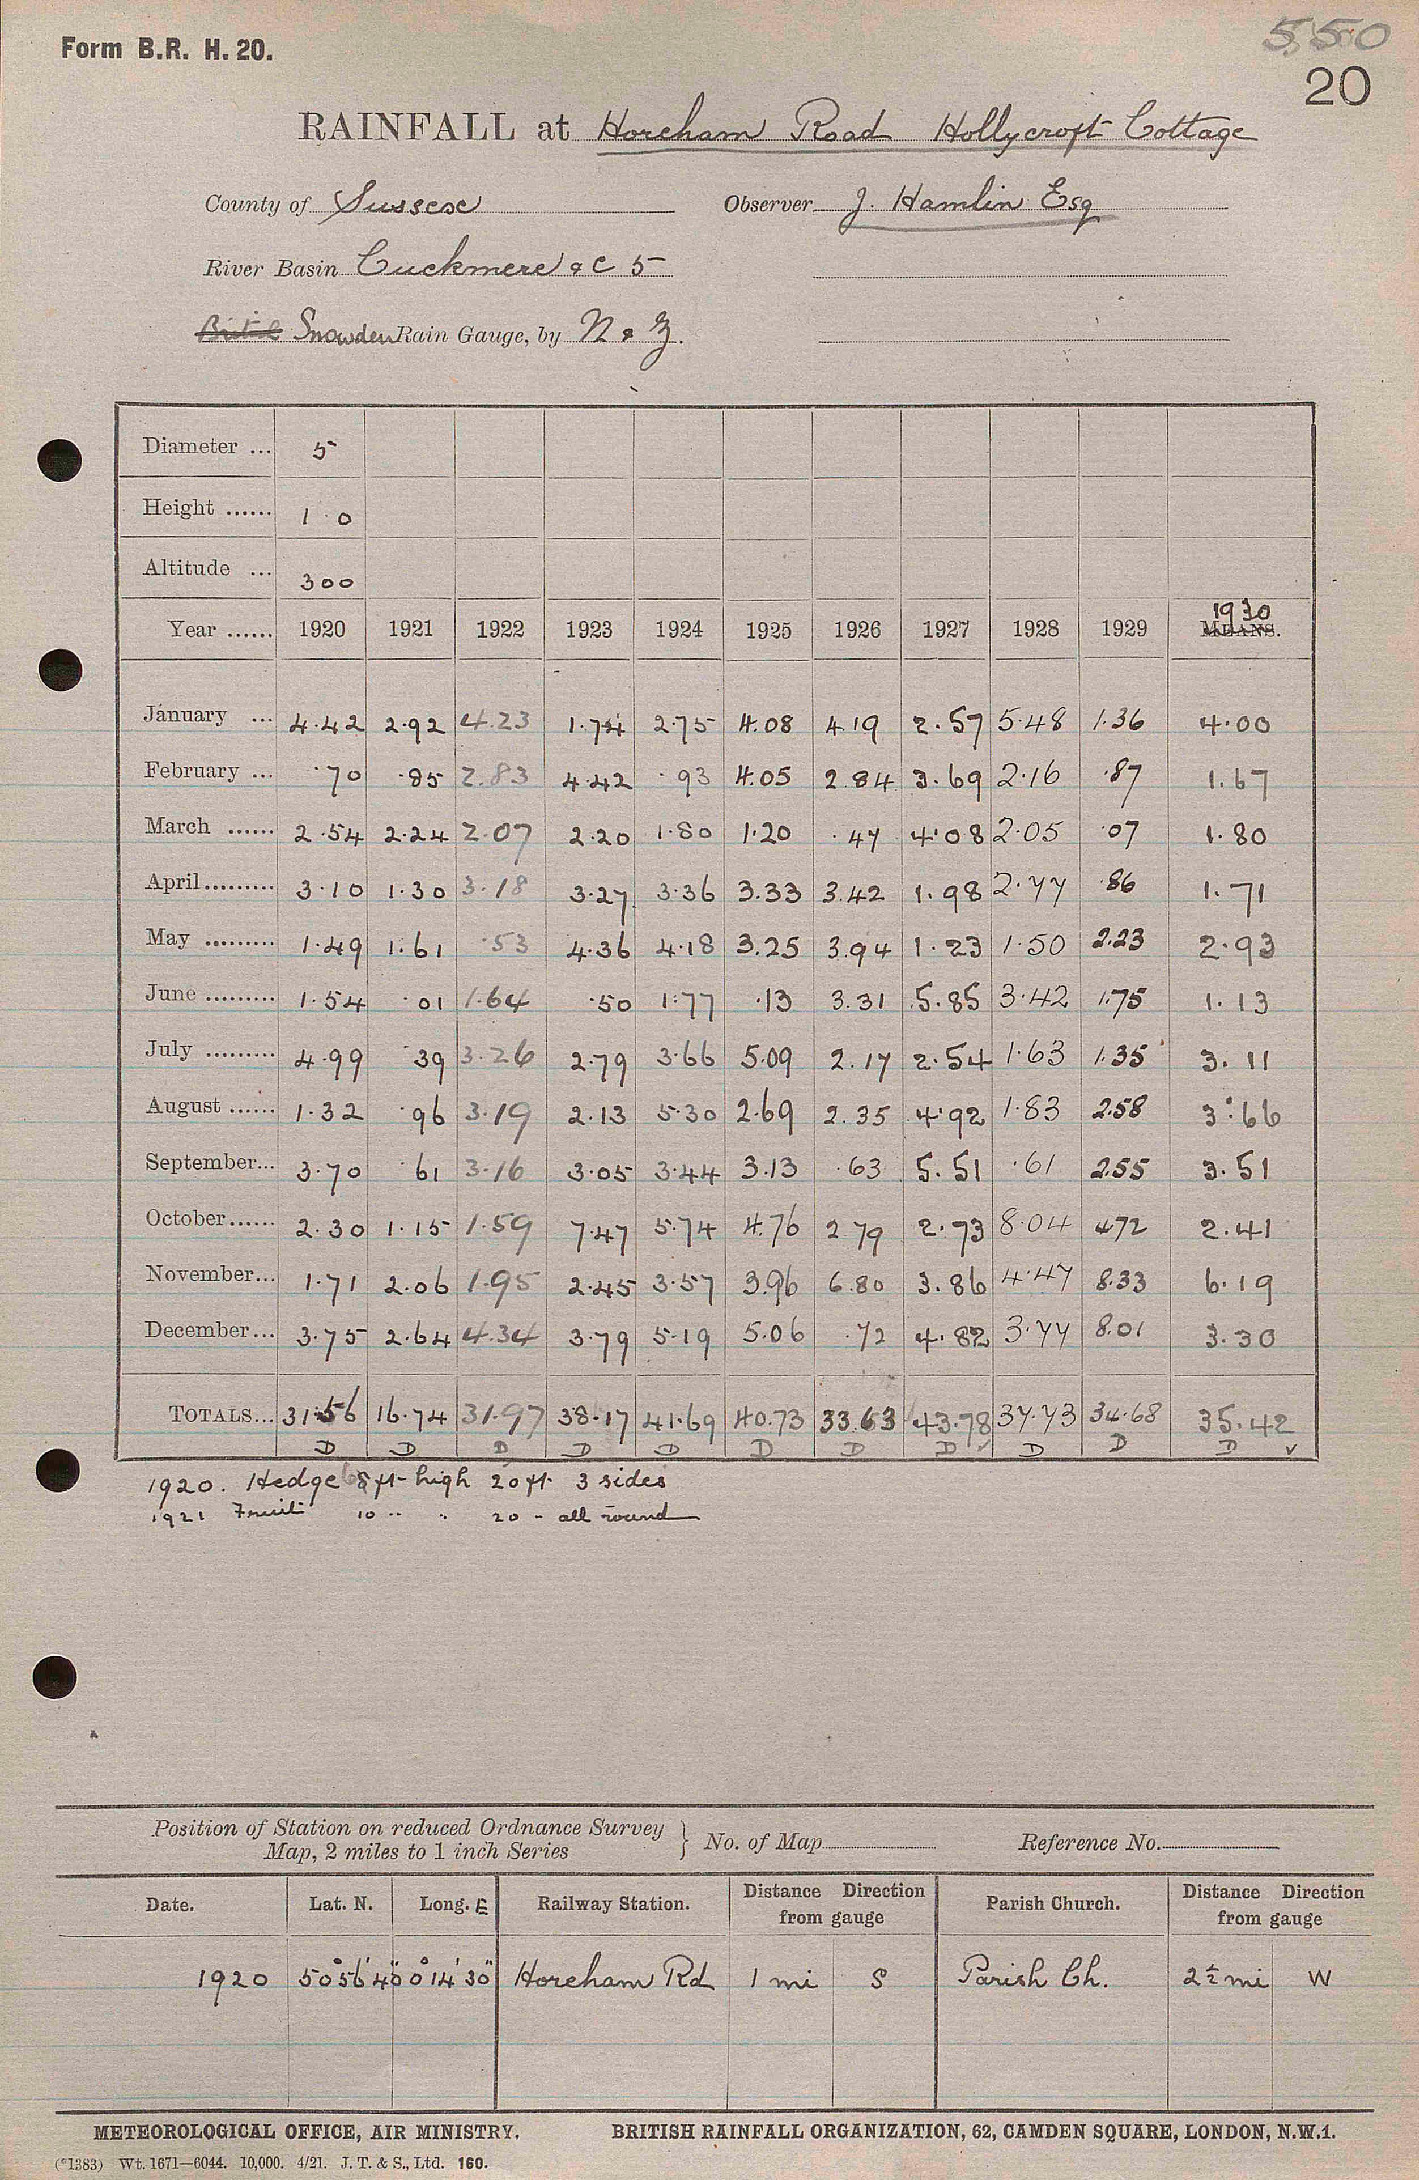 550
Form B.R. H. 20.
20
RAINFALL at Horeham Road Hollycroft Cottage
County of Sussex Observer J. Hamlin Esq
River Basin Cuckmere &c 5
Snowden Rain Gauge, by N & Z.
Diameter ... 5
Height ...... 1 0
Altitude ... 300
Year ...... 1920 1921 1922 1923 1924 1925 1926 1927 1928 1929 MEANS. 1930
January ... 4.42 2.92 4.23 1.74 2.75 4.08 4.19 2.57 5.48 1.36 4.00
February ... .70 .85 2.83 4.42 .93 4.05 2.84 3.69 2.16 .87 1.67
March ...... 2.54 2.24 2.07 2.20 1.80 1.20 .47 4.08 2.05 .07 1.80
April......... 3.10 1.30 3.18 3.27 3.36 3.33 3.42 1.98 2.77 .86 1.71
May ......... 1.49 1.61 .53 4.36 4.18 3.25 3.94 1.23 1.50 2.23 2.93
June ......... 1.54 .01 1.64 .50 1.77 .13 3.31 5.85 3.42 1.75 1.13
July ......... 4.99 .39 3.26 2.79 3.66 5.09 2.17 2.54 1.63 1.35 3.11
August ...... 1.32 .96 3.19 2.13 5.30 2.69 2.35 4.92 1.83 2.58 3.66
September... 3.70 .61 3.16 3.05 3.44 3.13 .63 5.51 .61 2.55 3.51
October...... 2.30 1.15 1.59 7.47 5.74 4.76 2.79 2.73 8.04 4.72 2.41
November... 1.71 2.06 1.95 2.45 3.57 3.96 6.80 3.86 4.47 8.33 6.19
December... 3.75 2.64 4.34 3.79 5.19 5.06 .72 4.82 3.77 8.01 3.30
TOTALS... 31.56 16.74 31.97 38.17 41.69 40.73 33.63 43.78 37.73 34.68 35.42
D D D D D D D D ✓ D D D ✓
1920. Hedge 8 ft high 20 ft 3 sides
1921 Fruit 10 " " 20 - all round
Position of Station on reduced Ordnance Survey
Map, 2 miles to 1 inch Series } No. of Map Reference No.
Date. Lat. N. Long. E Railway Station. Distance Direction from gauge Parish Church. Distance Direction from gauge
1920 50°56'40" 0°14'30" Horeham Rd 1 mi S Parish Ch. 2½ mi W
METEOROLOGICAL OFFICE, AIR MINISTRY. BRITISH RAINFALL ORGANIZATION, 62, CAMDEN SQUARE, LONDON, N.W.1.
(*1383) Wt. 1671—6044. 10,000. 4/21. J. T. & S., Ltd. 160.